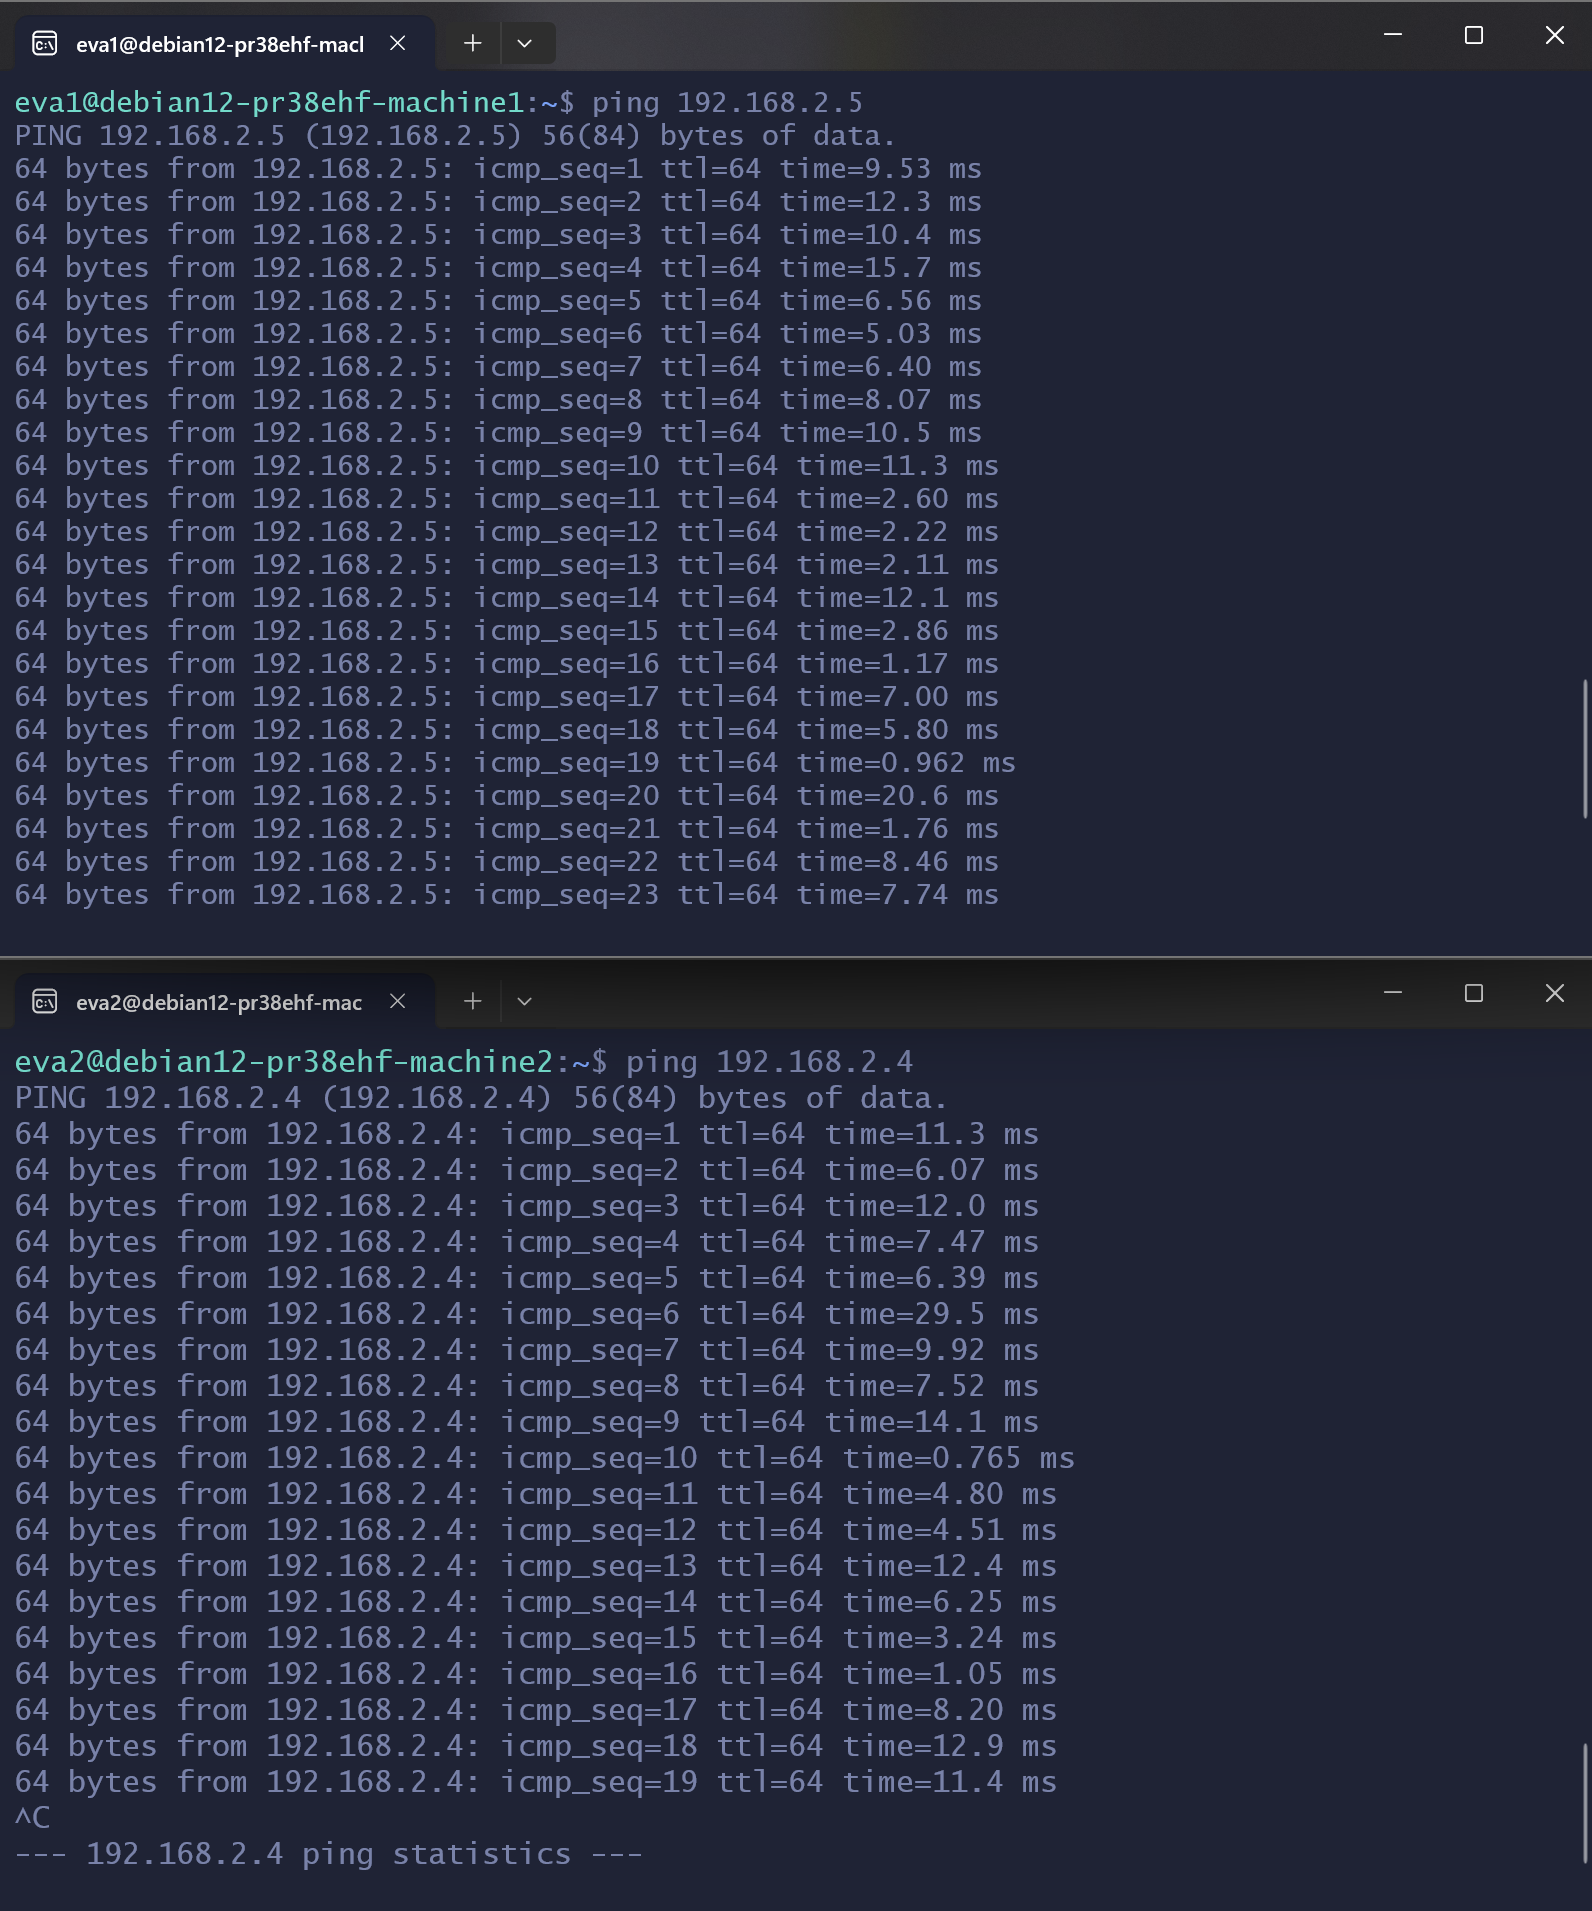 eva1@debian12-pr38ehf-macl
eva1@debian12-pr38ehf-machine1:~$ ping 192.168.2.5
PING 192.168.2.5 (192.168.2.5) 56(84) bytes of data.
64 bytes from 192.168.2.5: icmp_seq=1 ttl=64 time=9.53 ms
64 bytes from 192.168.2.5: icmp_seq=2 ttl=64 time=12.3 ms
64 bytes from 192.168.2.5: icmp_seq=3 ttl=64 time=10.4 ms
64 bytes from 192.168.2.5: icmp_seq=4 ttl=64 time=15.7 ms
64 bytes from 192.168.2.5: icmp_seq=5 ttl=64 time=6.56 ms
64 bytes from 192.168.2.5: icmp_seq=6 ttl=64 time=5.03 ms
64 bytes from 192.168.2.5: icmp_seq=7 ttl=64 time=6.40 ms
64 bytes from 192.168.2.5: icmp_seq=8 ttl=64 time=8.07 ms
64 bytes from 192.168.2.5: icmp_seq=9 ttl=64 time=10.5 ms
64 bytes from 192.168.2.5: icmp_seq=10 ttl=64 time=11.3 ms
64 bytes from 192.168.2.5: icmp_seq=11 ttl=64 time=2.60 ms
64 bytes from 192.168.2.5: icmp_seq=12 ttl=64 time=2.22 ms
64 bytes from 192.168.2.5: icmp_seq=13 ttl=64 time=2.11 ms
64 bytes from 192.168.2.5: icmp_seq=14 ttl=64 time=12.1 ms
64 bytes from 192.168.2.5: icmp_seq=15 ttl=64 time=2.86 ms
64 bytes from 192.168.2.5: icmp_seq=16 ttl=64 time=1.17 ms
64 bytes from 192.168.2.5: icmp_seq=17 ttl=64 time=7.00 ms
64 bytes from 192.168.2.5: icmp_seq=18 ttl=64 time=5.80 ms
64 bytes from 192.168.2.5: icmp_seq=19 ttl=64 time=0.962 ms
64 bytes from 192.168.2.5: icmp_seq=20 ttl=64 time=20.6 ms
64 bytes from 192.168.2.5: icmp_seq=21 ttl=64 time=1.76 ms
64 bytes from 192.168.2.5: icmp_seq=22 ttl=64 time=8.46 ms
64 bytes from 192.168.2.5: icmp_seq=23 ttl=64 time=7.74 ms
eva2@debian12-pr38ehf-mac
eva2@debian12-pr38ehf-machine2:~$ ping 192.168.2.4
PING 192.168.2.4 (192.168.2.4) 56(84) bytes of data.
64 bytes from 192.168.2.4: icmp_seq=1 ttl=64 time=11.3 ms
64 bytes from 192.168.2.4: icmp_seq=2 ttl=64 time=6.07 ms
64 bytes from 192.168.2.4: icmp_seq=3 ttl=64 time=12.0 ms
64 bytes from 192.168.2.4: icmp_seq=4 ttl=64 time=7.47 ms
64 bytes from 192.168.2.4: icmp_seq=5 ttl=64 time=6.39 ms
64 bytes from 192.168.2.4: icmp_seq=6 ttl=64 time=29.5 ms
64 bytes from 192.168.2.4: icmp_seq=7 ttl=64 time=9.92 ms
64 bytes from 192.168.2.4: icmp_seq=8 ttl=64 time=7.52 ms
64 bytes from 192.168.2.4: icmp_seq=9 ttl=64 time=14.1 ms
64 bytes from 192.168.2.4: icmp_seq=10 ttl=64 time=0.765 ms
64 bytes from 192.168.2.4: icmp_seq=11 ttl=64 time=4.80 ms
64 bytes from 192.168.2.4: icmp_seq=12 ttl=64 time=4.51 ms
64 bytes from 192.168.2.4: icmp_seq=13 ttl=64 time=12.4 ms
64 bytes from 192.168.2.4: icmp_seq=14 ttl=64 time=6.25 ms
64 bytes from 192.168.2.4: icmp_seq=15 ttl=64 time=3.24 ms
64 bytes from 192.168.2.4: icmp_seq=16 ttl=64 time=1.05 ms
64 bytes from 192.168.2.4: icmp_seq=17 ttl=64 time=8.20 ms
64 bytes from 192.168.2.4: icmp_seq=18 ttl=64 time=12.9 ms
64 bytes from 192.168.2.4: icmp_seq=19 ttl=64 time=11.4 ms
^C
--- 192.168.2.4 ping statistics ---